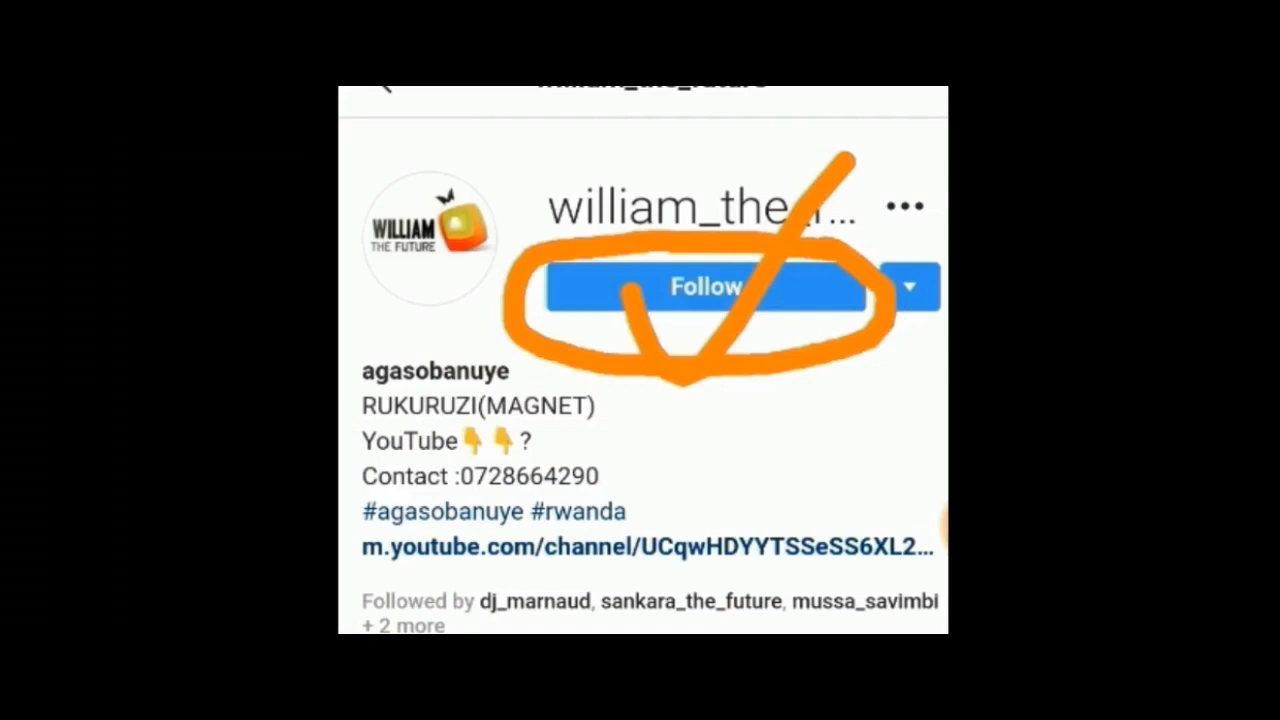 WILLIAM
THE FUTURE
william_the_f...
Follow
agasobanuye
RUKURUZI(MAGNET)
YouTube👇👇?
Contact :0728664290
#agasobanuye #rwanda
m.youtube.com/channel/UCqwHDYYTSSeSS6XL2...
Followed by dj_marnaud, sankara_the_future, mussa_savimbi
+ 2 more